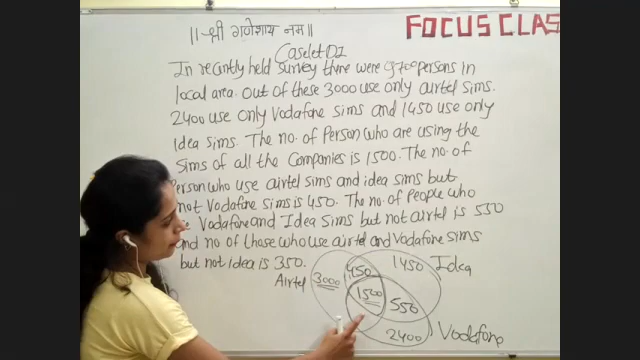 ॥ -श्री गणेशाय नमः ॥
FOCUS CLAS
Caselet 01
In recently held survey there were 9700 persons in
local area. Out of these 3000 use only airtel sims.
2400 use only Vodafone sims and 1450 use only
Idea sims. The no. of Person who are using the
sims of all the Companies is 1500. The no. of
Person who use airtel sims and idea sims but
not Vodafone sims is 450. The no. of People who
Vodafone and Idea sims but not airtel is 550
and no of those who use airtel and Vodafone sims
but not Idea is 350.
Airtel 3000 450 1450 Idea
1500 550
2400 Vodafone